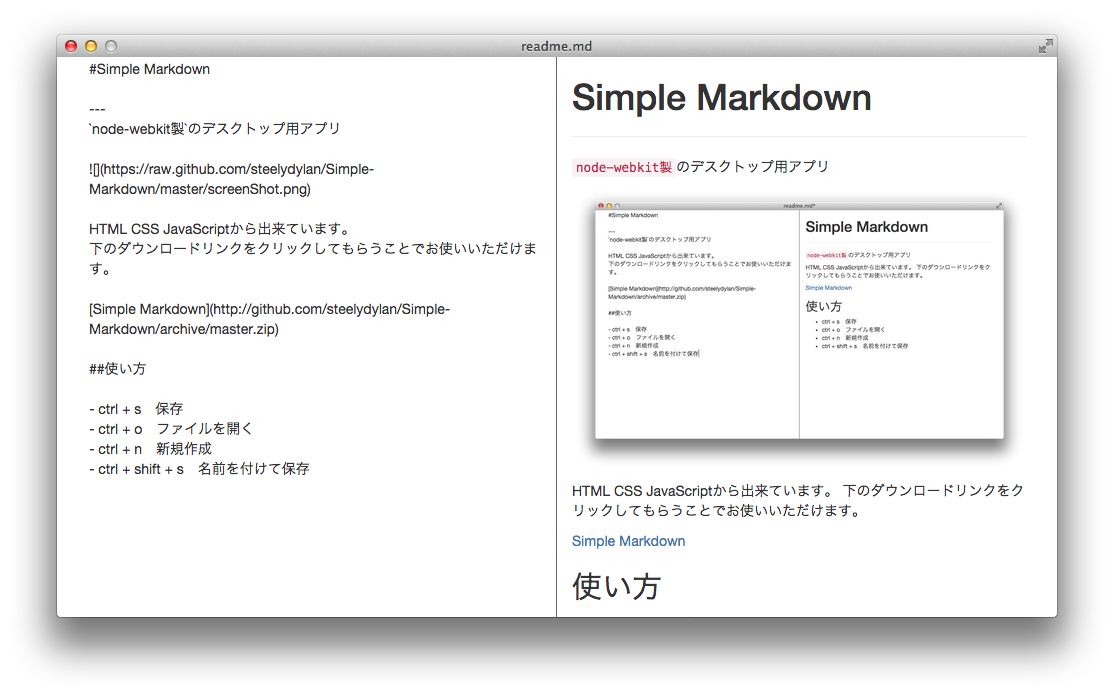 readme.md
#Simple Markdown
---
`node-webkit製`のデスクトップ用アプリ
![](https://raw.github.com/steelydylan/Simple-
Markdown/master/screenShot.png)
HTML CSS JavaScriptから出来ています。
下のダウンロードリンクをクリックしてもらうことでお使いいただけま
す。
[Simple Markdown](http://github.com/steelydylan/Simple-
Markdown/archive/master.zip)
##使い方
- ctrl + s　保存
- ctrl + o　ファイルを開く
- ctrl + n　新規作成
- ctrl + shift + s　名前を付けて保存
Simple Markdown
node-webkit製のデスクトップ用アプリ
readme.md*
#Simple Markdown
---
`node-webkit製`のデスクトップ用アプリ
HTML CSS JavaScriptから出来ています。
下のダウンロードリンクをクリックしてもらうことでお使いいただけま
す。
[Simple Markdown](http://github.com/steelydylan/Simple-
Markdown/archive/master.zip)
##使い方
- ctrl + s　保存
- ctrl + o　ファイルを開く
- ctrl + n　新規作成
- ctrl + shift + s　名前を付けて保存
Simple Markdown
node-webkit製のデスクトップ用アプリ
HTML CSS JavaScriptから出来ています。 下のダウンロードリンクをク
リックしてもらうことでお使いいただけます。
Simple Markdown
使い方
• ctrl + s　保存
• ctrl + o　ファイルを開く
• ctrl + n　新規作成
• ctrl + shift + s　名前を付けて保存
HTML CSS JavaScriptから出来ています。 下のダウンロードリンクをク
リックしてもらうことでお使いいただけます。
Simple Markdown
使い方